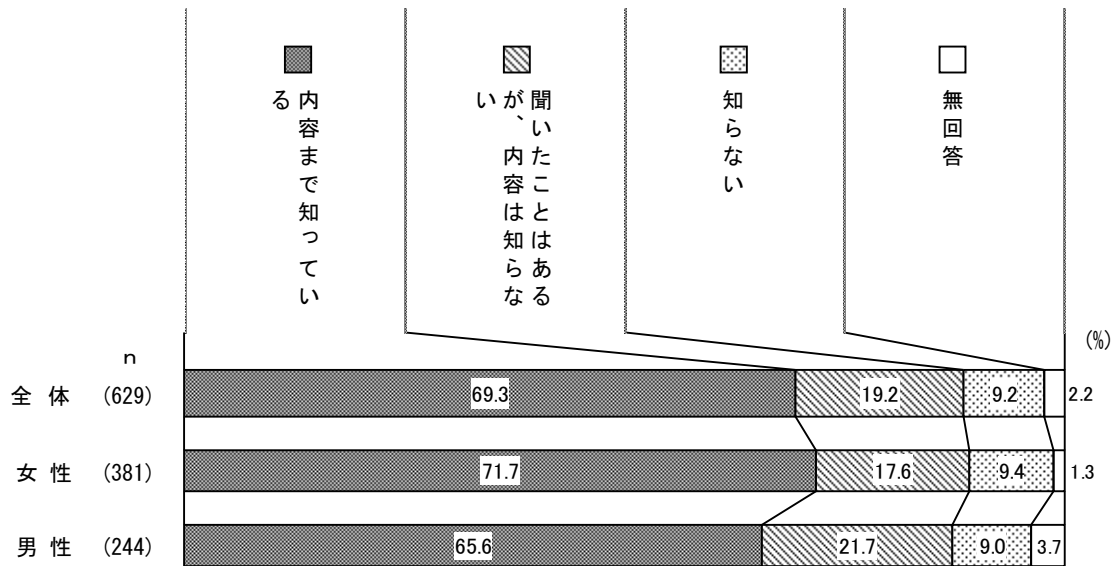 内容まで知ってい
る
聞いたことはある
が、内容は知らな
い
知らない
無回答
(%)
n
全体 (629) 69.3 19.2 9.2 2.2
女性 (381) 71.7 17.6 9.4 1.3
男性 (244) 65.6 21.7 9.0 3.7